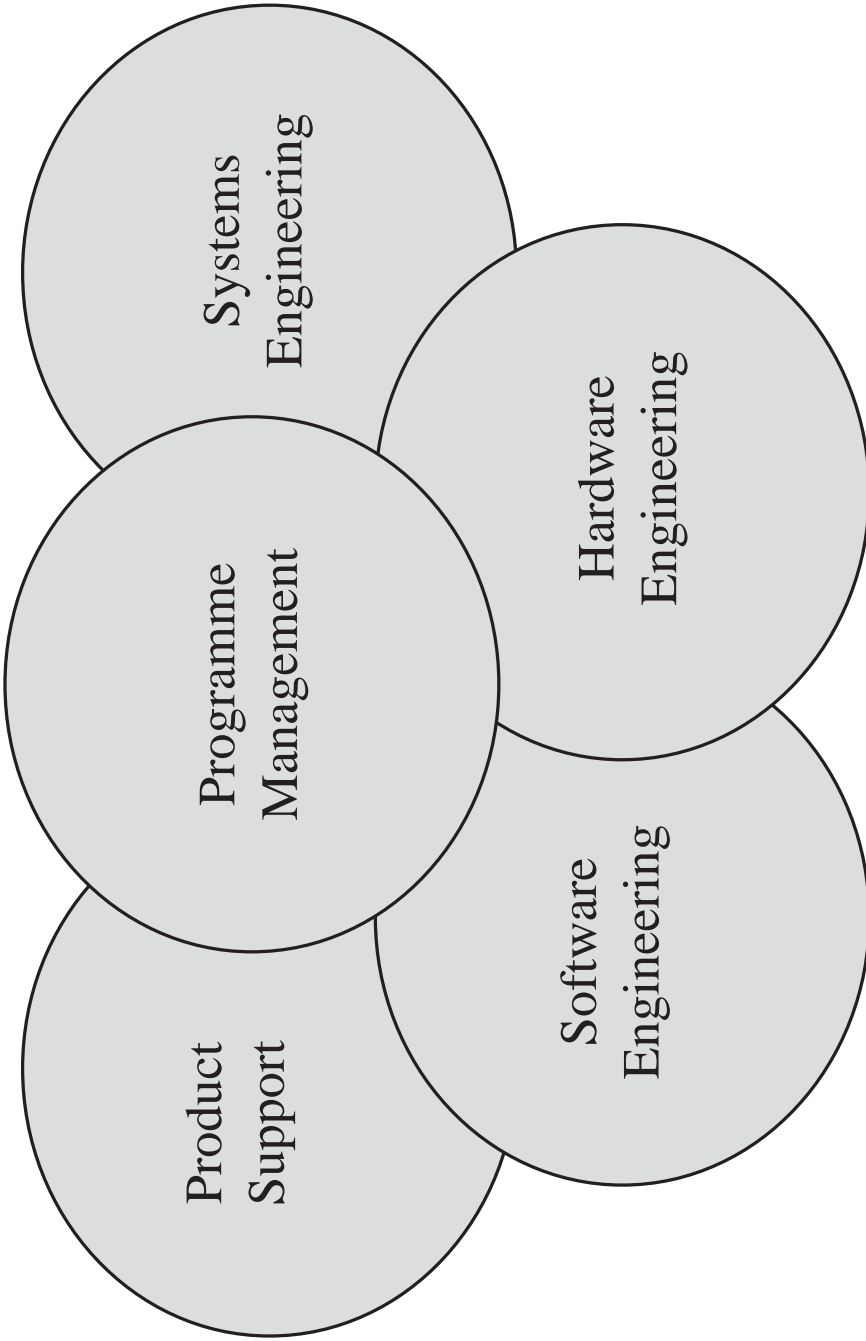 Product
Support
Programme
Management
Systems
Engineering
Software
Engineering
Hardware
Engineering